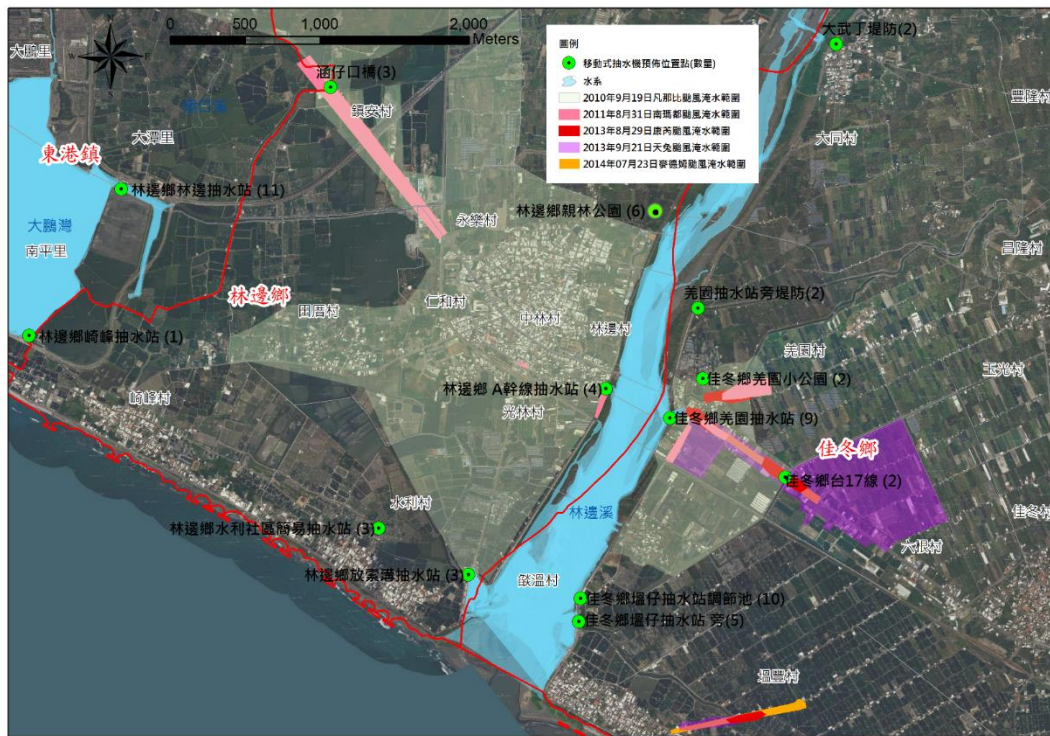 0 500 1,000 2,000
Meters
大鵬里
大武丁堤防(2)
圖例
移動式抽水機預佈位置點(數量)
水系
2010年9月19日凡那比颱風淹水範圍
2011年8月31日南瑪都颱風淹水範圍
2013年8月29日康芮颱風淹水範圍
2013年9月21日天兔颱風淹水範圍
2014年07月23日麥德姆颱風淹水範圍
涵仔口橋(3)
鎮安村
豐隆村
大潭里
大同村
東港鎮
林邊鄉林邊抽水站 (11)
永樂村
林邊鄉親林公園 (6)
大鵬灣
南平里
昌隆村
林邊鄉
仁和村
田厝村
中林村
林邊村
羌園抽水站旁堤防(2)
林邊鄉崎峰抽水站 (1)
羌園村
玉光村
崎峰村
林邊鄉 A幹線抽水站 (4)
佳冬鄉羌園小公園 (2)
光林村
佳冬鄉羌園抽水站 (9)
佳冬鄉
佳冬鄉台17線 (2)
水利村
林邊溪
佳冬村
林邊鄉水利社區簡易抽水站 (3)
六根村
林邊鄉放索溝抽水站 (3)
燄溫村
佳冬鄉塭仔抽水站調節池 (10)
佳冬鄉塭仔抽水站 旁(5)
塭豐村